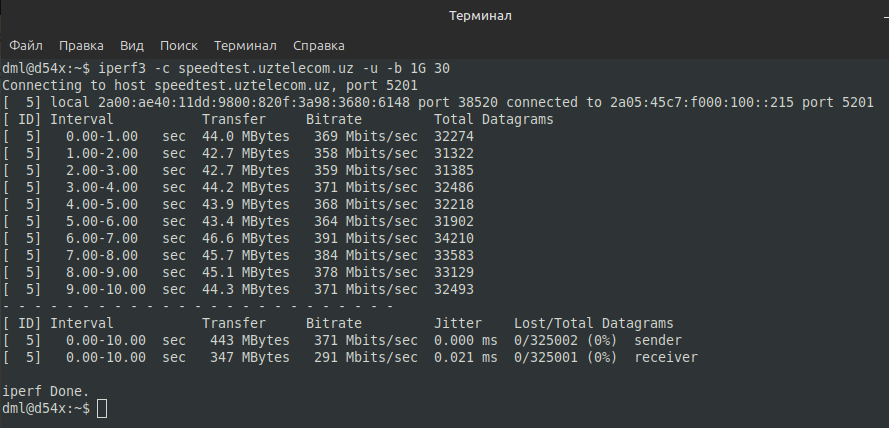 Терминал
Файл Правка Вид Поиск Терминал Справка
dml@d54x:~$ iperf3 -c speedtest.uztelecom.uz -u -b 1G 30
Connecting to host speedtest.uztelecom.uz, port 5201
[  5] local 2a00:ae40:11dd:9800:820f:3a98:3680:6148 port 38520 connected to 2a05:45c7:f000:100::215 port 5201
[ ID] Interval           Transfer     Bitrate         Total Datagrams
[  5]   0.00-1.00   sec  44.0 MBytes   369 Mbits/sec  32274
[  5]   1.00-2.00   sec  42.7 MBytes   358 Mbits/sec  31322
[  5]   2.00-3.00   sec  42.7 MBytes   359 Mbits/sec  31385
[  5]   3.00-4.00   sec  44.2 MBytes   371 Mbits/sec  32486
[  5]   4.00-5.00   sec  43.9 MBytes   368 Mbits/sec  32218
[  5]   5.00-6.00   sec  43.4 MBytes   364 Mbits/sec  31902
[  5]   6.00-7.00   sec  46.6 MBytes   391 Mbits/sec  34210
[  5]   7.00-8.00   sec  45.7 MBytes   384 Mbits/sec  33583
[  5]   8.00-9.00   sec  45.1 MBytes   378 Mbits/sec  33129
[  5]   9.00-10.00  sec  44.3 MBytes   371 Mbits/sec  32493
- - - - - - - - - - - - - - - - - - - - - - - - -
[ ID] Interval           Transfer     Bitrate         Jitter    Lost/Total Datagrams
[  5]   0.00-10.00  sec   443 MBytes   371 Mbits/sec  0.000 ms  0/325002 (0%)  sender
[  5]   0.00-10.00  sec   347 MBytes   291 Mbits/sec  0.021 ms  0/325001 (0%)  receiver
iperf Done.
dml@d54x:~$